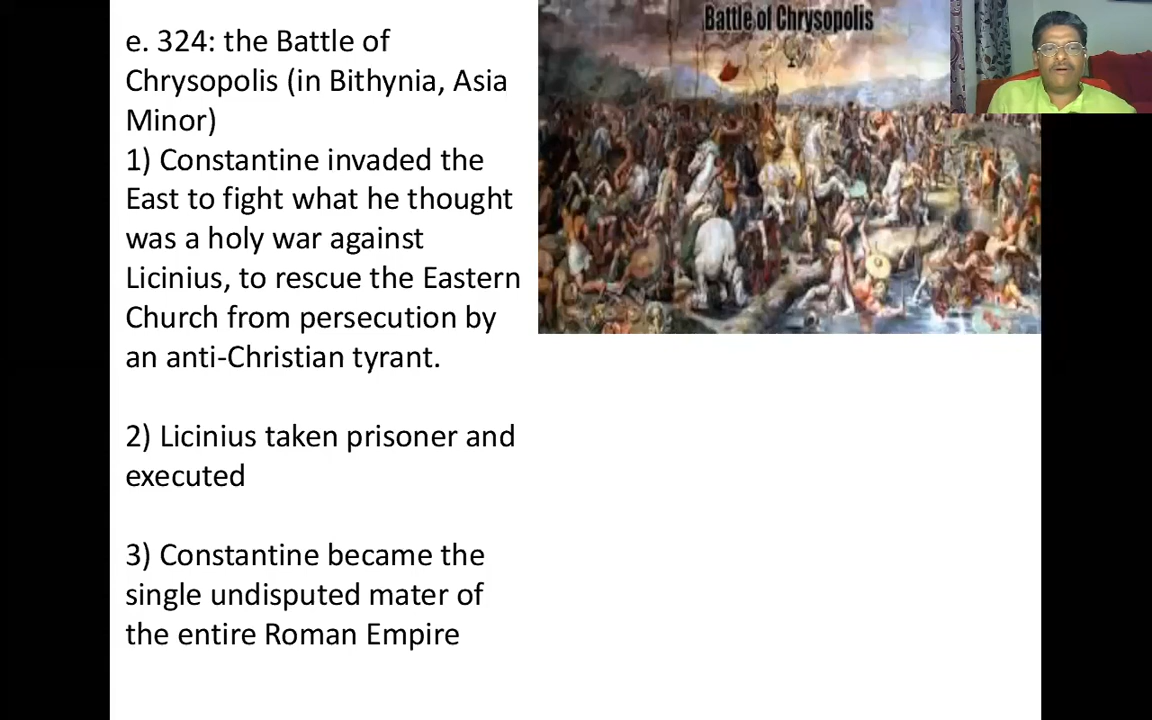 e. 324: the Battle of
Chrysopolis (in Bithynia, Asia
Minor)
1) Constantine invaded the
East to fight what he thought
was a holy war against
Licinius, to rescue the Eastern
Church from persecution by
an anti-Christian tyrant.
2) Licinius taken prisoner and
executed
3) Constantine became the
single undisputed mater of
the entire Roman Empire
Battle of Chrysopolis